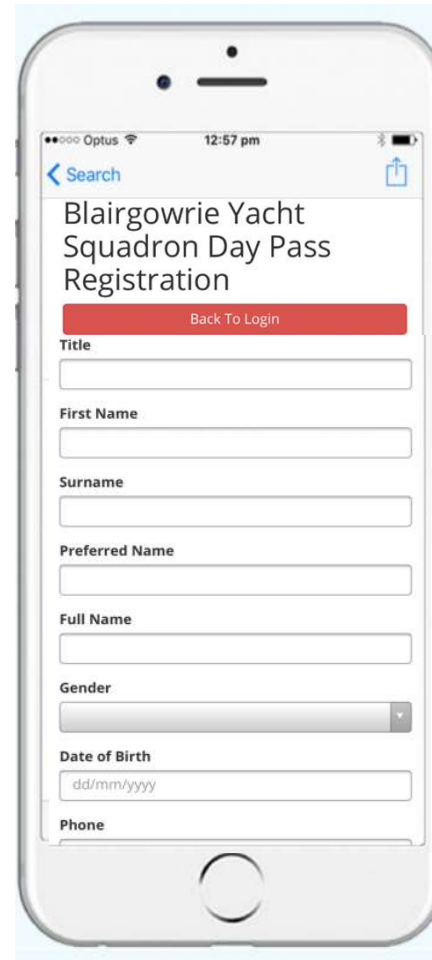 Optus
12:57 pm
Search
Blairgowrie Yacht
Squadron Day Pass
Registration
Back To Login
Title
First Name
Surname
Preferred Name
Full Name
Gender
Date of Birth
dd/mm/yyyy
Phone